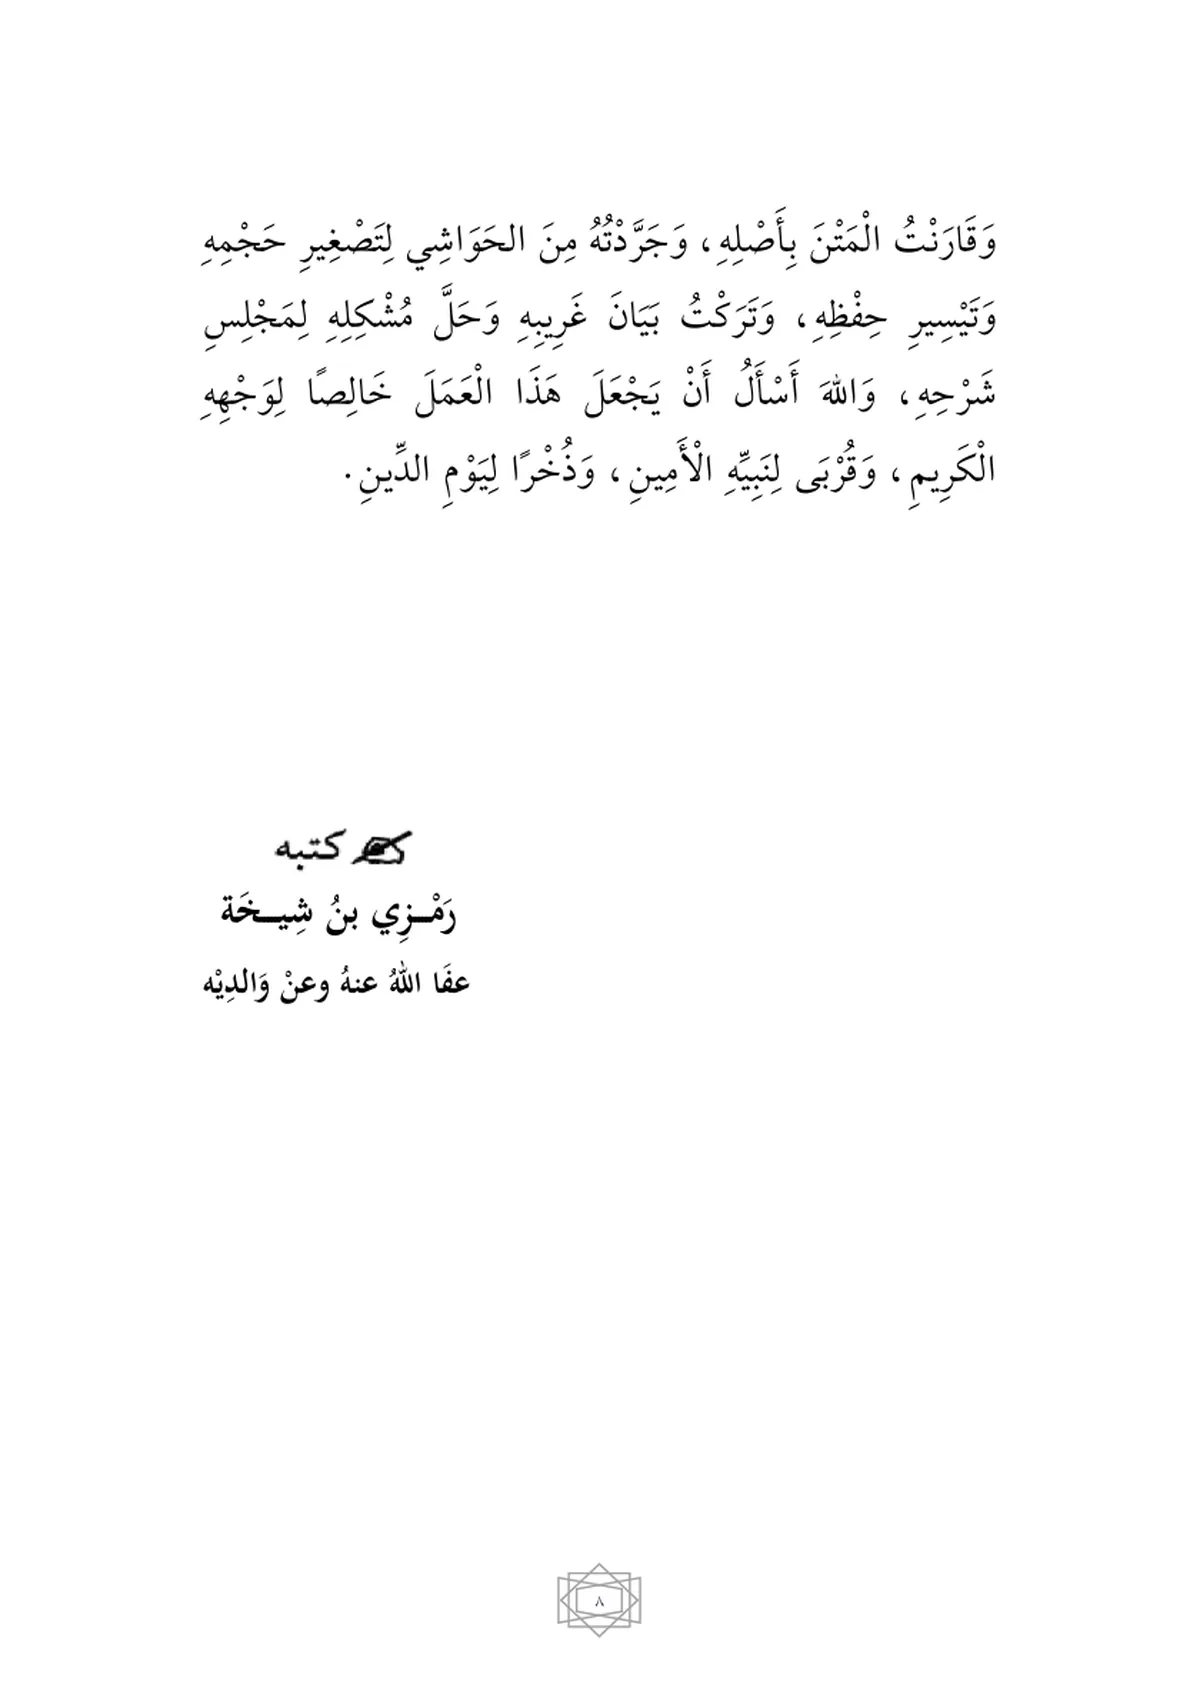 وَقَارَنْتُ الْمَتْنَ بِأَصْلِهِ، وَجَرَّدْتُهُ مِنَ الحَوَاشِي لِتَصْغِيرِ حَجْمِهِ
وَتَيْسِيرِ حِفْظِهِ، وَتَرَكْتُ بَيَانَ غَرِيبِهِ وَحَلَّ مُشْكِلِهِ لِمَجْلِسِ
شَرْحِهِ، وَاللهَ أَسْأَلُ أَنْ يَجْعَلَ هَذَا الْعَمَلَ خَالِصًا لِوَجْهِهِ
الْكَرِيمِ، وَقُرْبَى لِنَبِيِّهِ الْأَمِينِ، وَذُخْرًا لِيَوْمِ الدِّينِ.
كتبه
رَمْـزِي بنُ شِيـخَة
عفَا اللهُ عنهُ وعنْ وَالدِيْه
٨